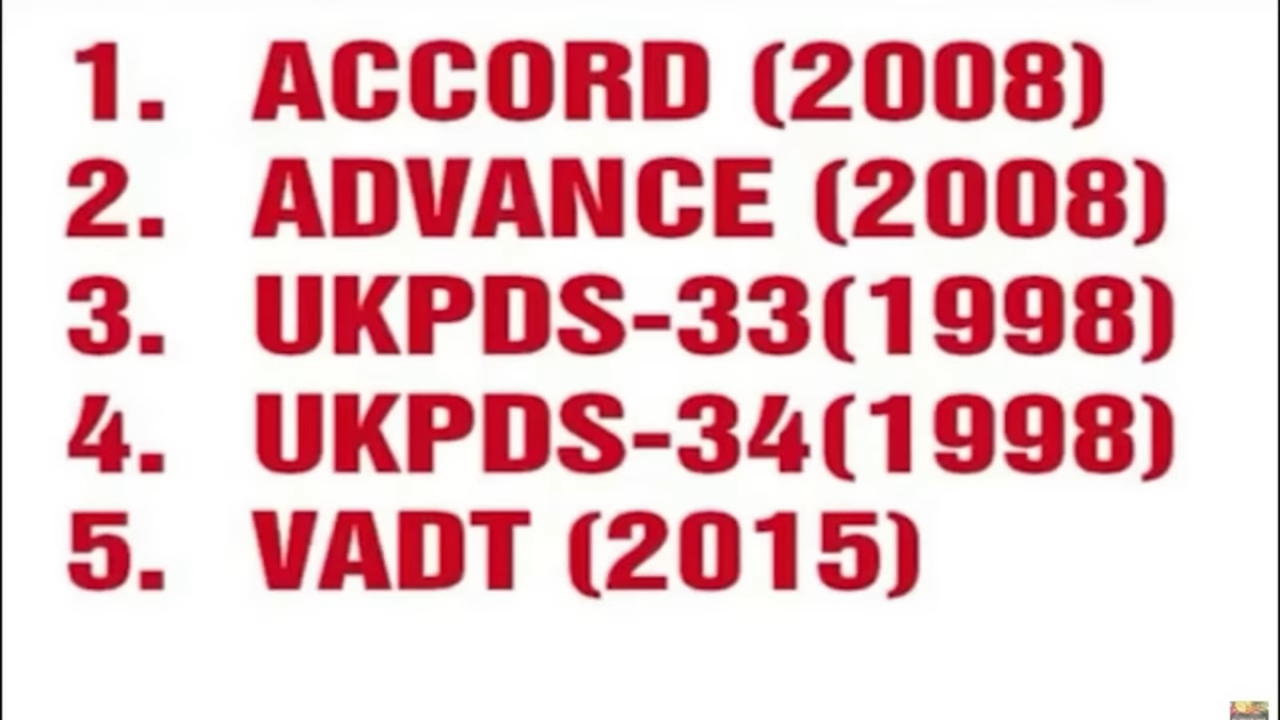 1. ACCORD (2008)
2. ADVANCE (2008)
3. UKPDS-33(1998)
4. UKPDS-34(1998)
5. VADT (2015)